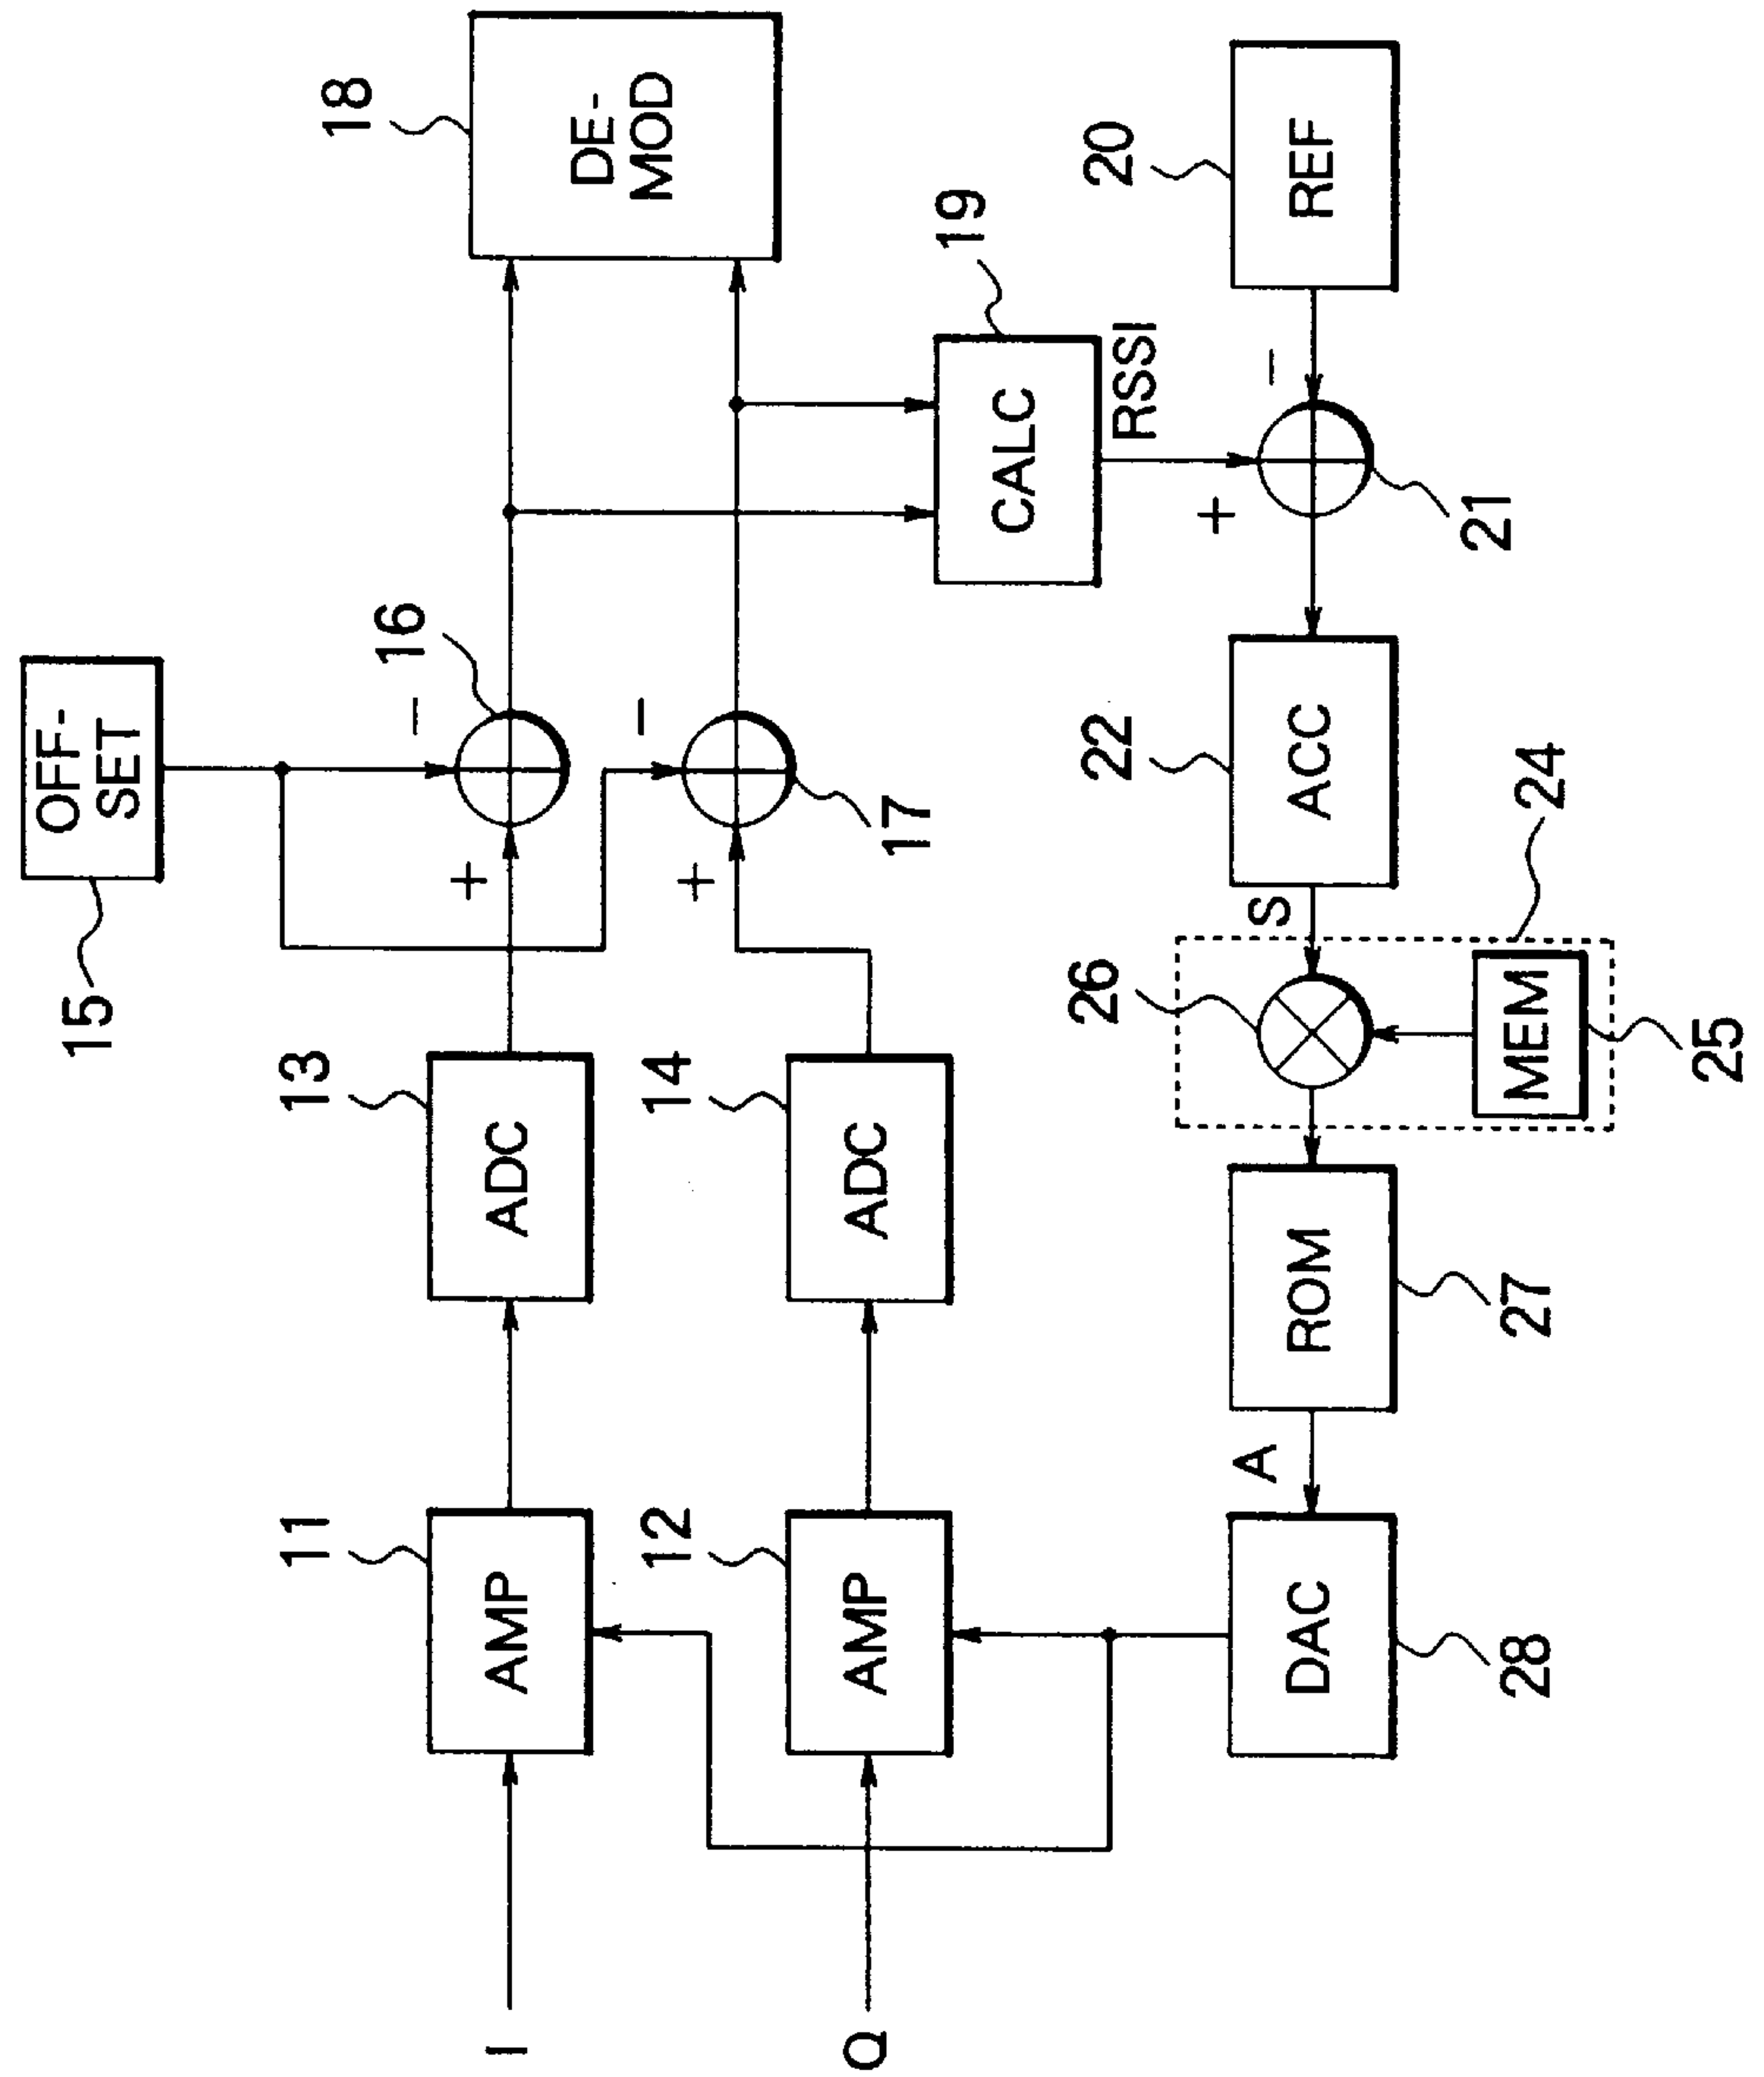 15
OFF-
SET
I
11
AMP
13
ADC
+
−
16
18
DE-
MOD
Q
12
AMP
14
ADC
+
−
17
19
CALC
RSSI
28
DAC
A
27
ROM
26
24
MEM
25
S
22
ACC
+
−
21
20
REF